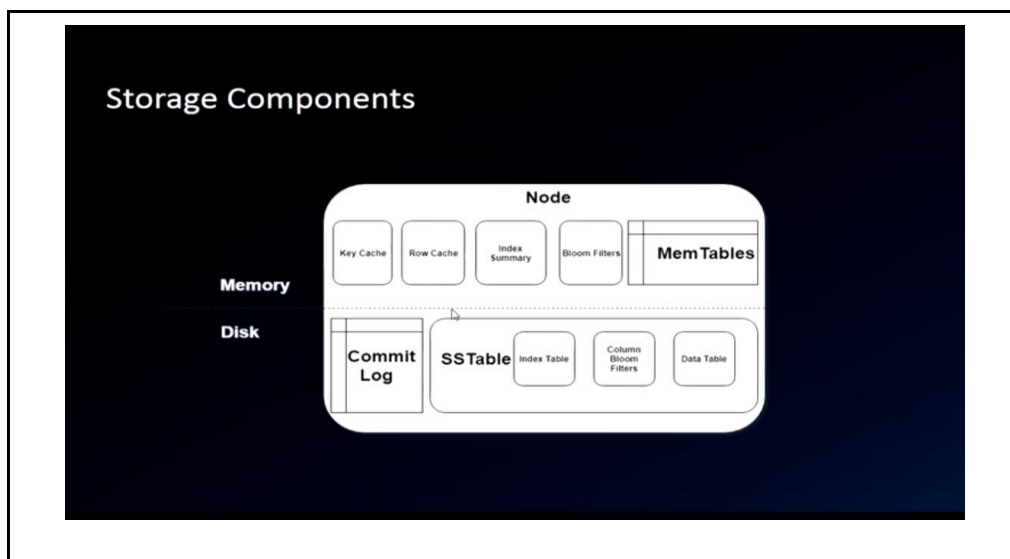 Storage Components
Node
Key Cache
Row Cache
Index
Summary
Bloom Filters
MemTables
Memory
Disk
Commit
Log
SSTable
Index Table
Column
Bloom
Filters
Data Table